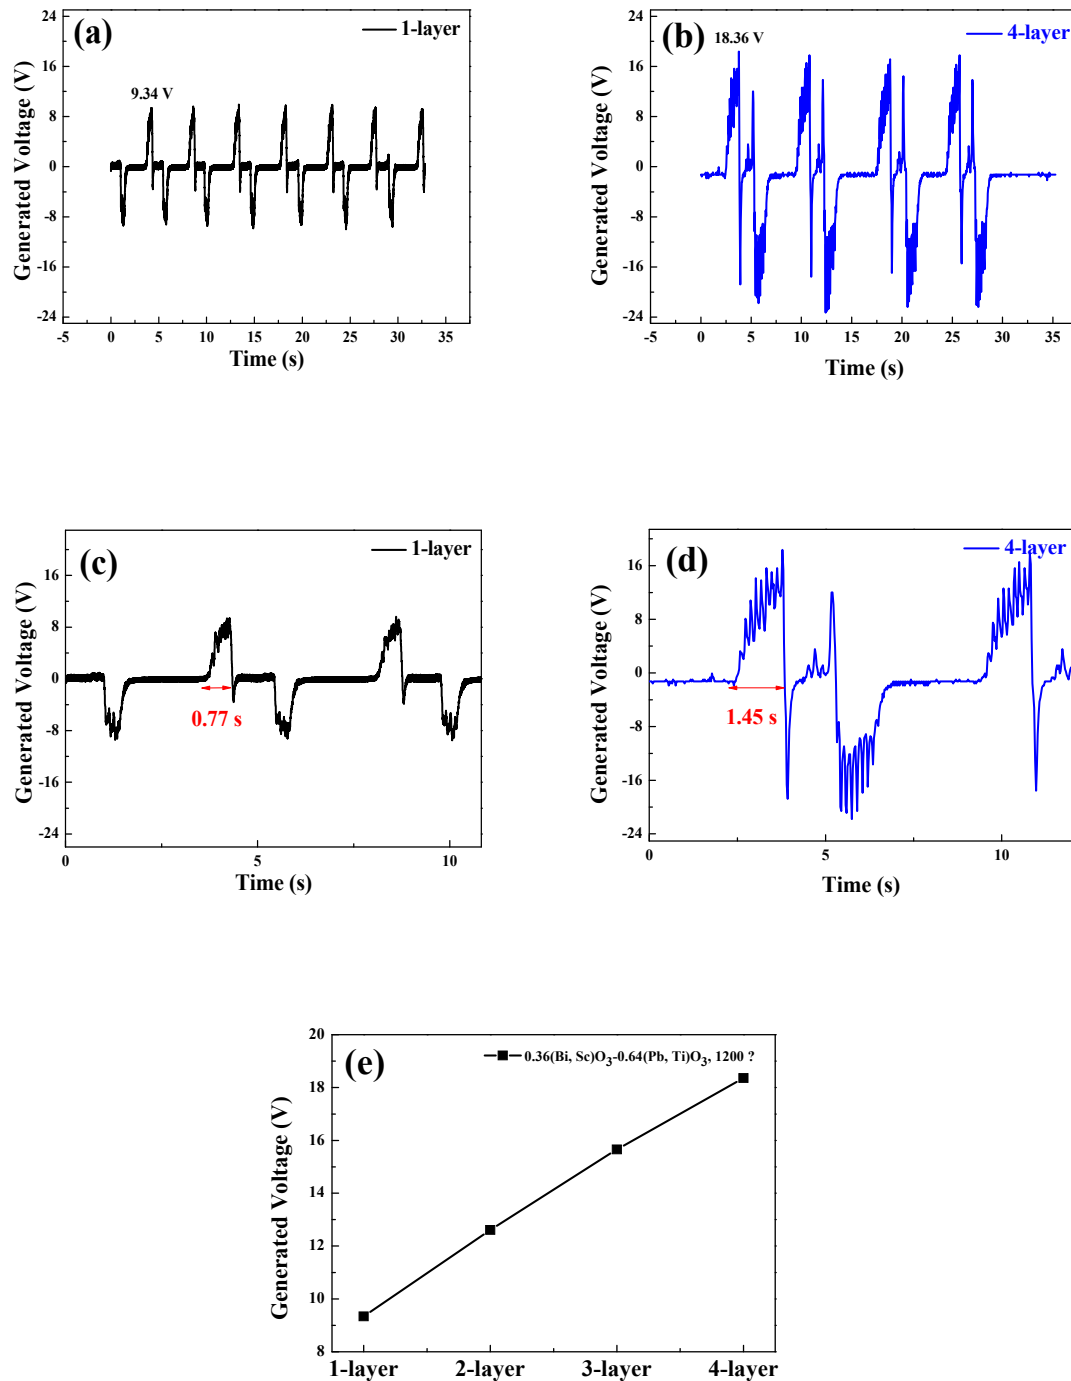 (a)
1-layer
9.34 V
Generated Voltage (V)
24
16
8
0
-8
-16
-24
-5 0 5 10 15 20 25 30 35
Time (s)
(b)
4-layer
18.36 V
Generated Voltage (V)
24
16
8
0
-8
-16
-24
-5 0 5 10 15 20 25 30 35
Time (s)
(c)
1-layer
Generated Voltage (V)
16
8
0
-8
-16
-24
0.77 s
0 5 10
Time (s)
(d)
4-layer
Generated Voltage (V)
16
8
0
-8
-16
-24
1.45 s
0 5 10
Time (s)
(e)
0.36(Bi, Sc)O3-0.64(Pb, Ti)O3, 1200 ?
Generated Voltage (V)
20
18
16
14
12
10
8
1-layer 2-layer 3-layer 4-layer